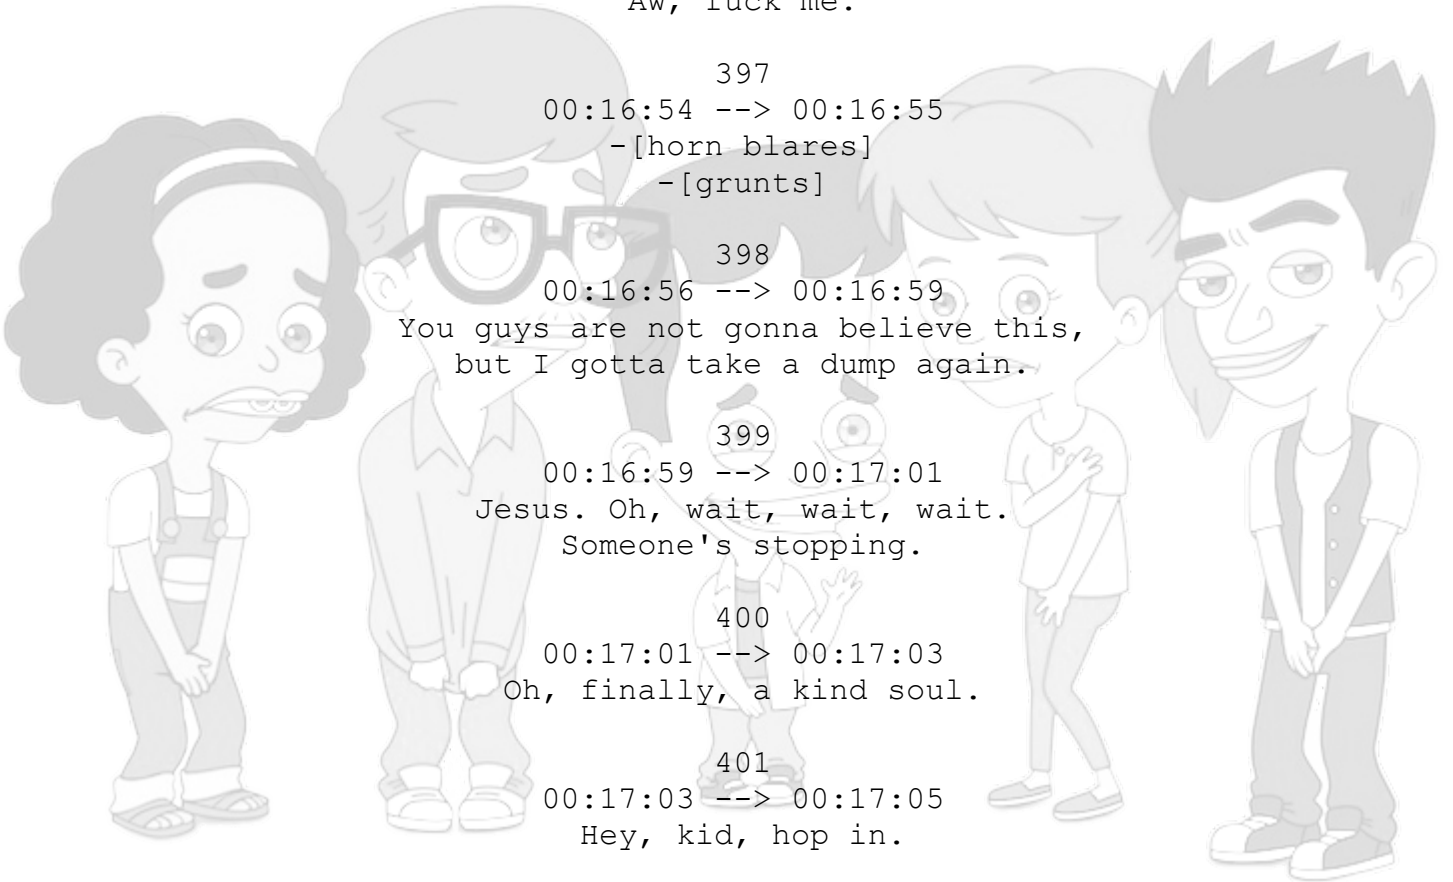 Aw, fuck me.
397
00:16:54 --> 00:16:55
-[horn blares]
-[grunts]
398
00:16:56 --> 00:16:59
You guys are not gonna believe this,
but I gotta take a dump again.
399
00:16:59 --> 00:17:01
Jesus. Oh, wait, wait, wait.
Someone's stopping.
400
00:17:01 --> 00:17:03
Oh, finally, a kind soul.
401
00:17:03 --> 00:17:05
Hey, kid, hop in.